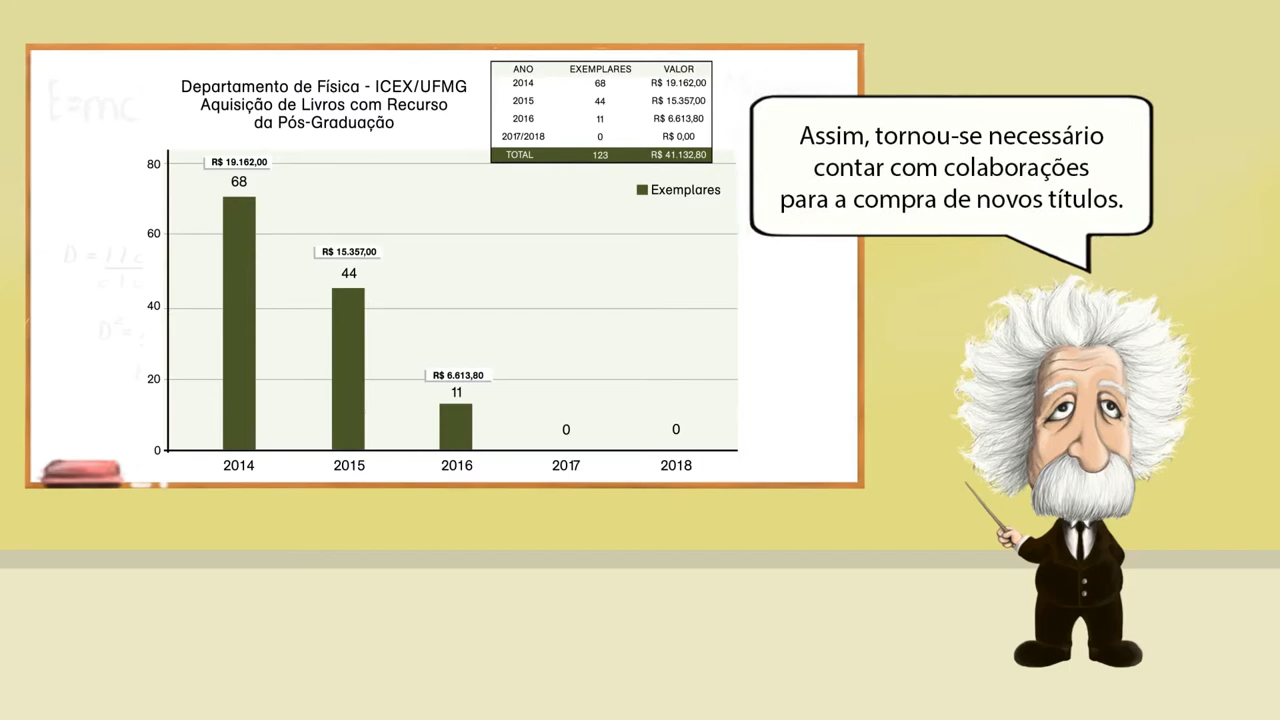 Departamento de Física - ICEX/UFMG
Aquisição de Livros com Recurso
da Pós-Graduação
ANO EXEMPLARES VALOR
2014 68 R$ 19.162,00
2015 44 R$ 15.357,00
2016 11 R$ 6.613,80
2017/2018 0 R$ 0,00
TOTAL 123 R$ 41.132,80
Assim, tornou-se necessário
contar com colaborações
para a compra de novos títulos.
Exemplares
80
60
40
20
0
R$ 19.162,00
68
R$ 15.357,00
44
R$ 6.613,80
11
0
0
2014 2015 2016 2017 2018
E=mc